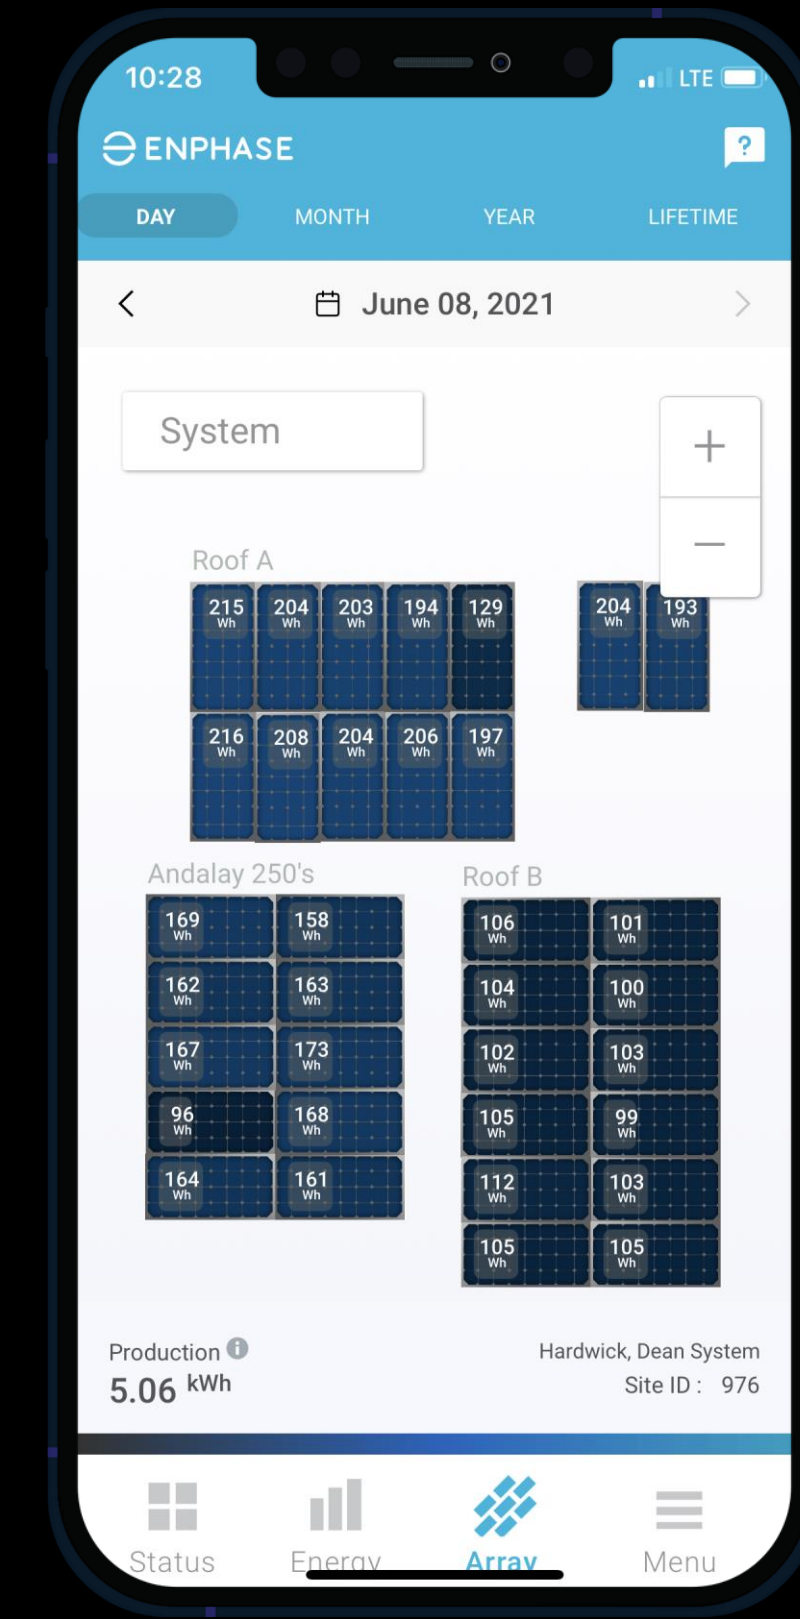 10:28
LTE
ENPHASE
?
DAY MONTH YEAR LIFETIME
June 08, 2021
System
+
−
Roof A
215 204 203 194 129 204 193
Wh Wh Wh Wh Wh Wh Wh
216 208 204 206 197
Wh Wh Wh Wh Wh
Andalay 250's
169 158
Wh Wh
162 163
Wh Wh
167 173
Wh Wh
96 168
Wh Wh
164 161
Wh Wh
Roof B
106 101
Wh Wh
104 100
Wh Wh
102 103
Wh Wh
105 99
Wh Wh
112 103
Wh Wh
105 105
Wh Wh
Production i
5.06 kWh
Hardwick, Dean System
Site ID : 976
Status Energy Array Menu